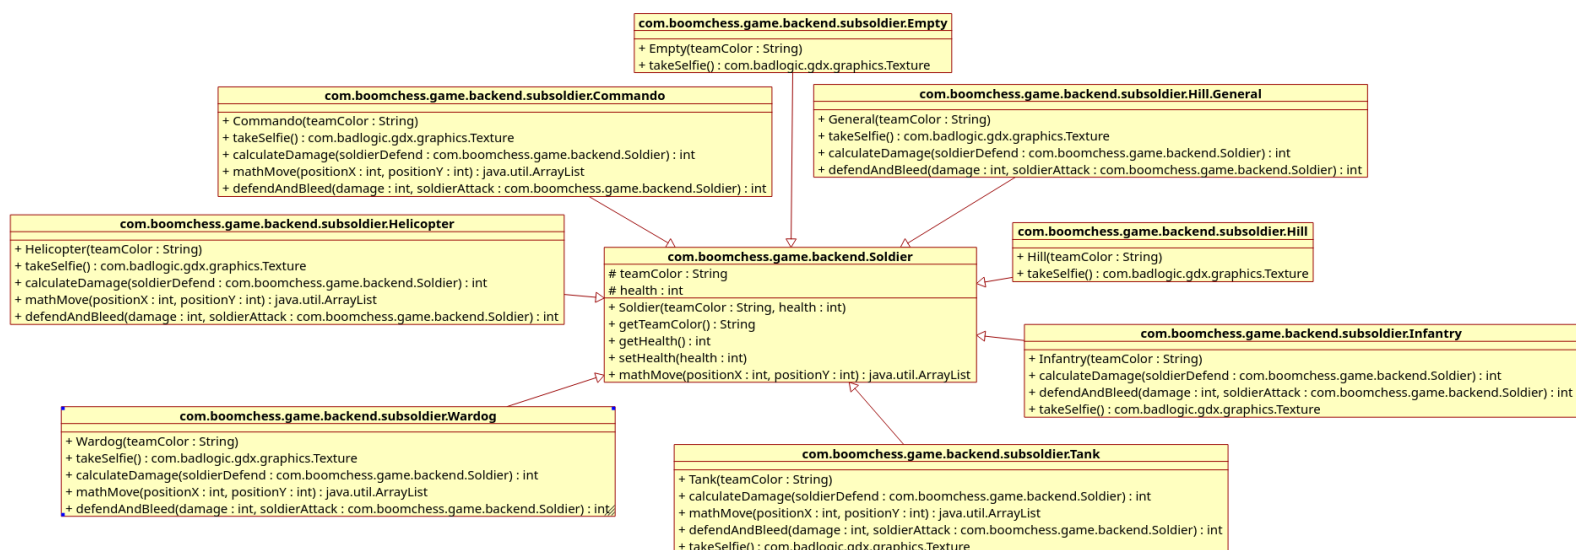 com.boomchess.game.backend.subsoldier.Empty
+ Empty(teamColor : String)
+ takeSelfie() : com.badlogic.gdx.graphics.Texture
com.boomchess.game.backend.subsoldier.Commando
+ Commando(teamColor : String)
+ takeSelfie() : com.badlogic.gdx.graphics.Texture
+ calculateDamage(soldierDefend : com.boomchess.game.backend.Soldier) : int
+ mathMove(positionX : int, positionY : int) : java.util.ArrayList
+ defendAndBleed(damage : int, soldierAttack : com.boomchess.game.backend.Soldier) : int
com.boomchess.game.backend.subsoldier.Hill.General
+ General(teamColor : String)
+ takeSelfie() : com.badlogic.gdx.graphics.Texture
+ calculateDamage(soldierDefend : com.boomchess.game.backend.Soldier) : int
+ defendAndBleed(damage : int, soldierAttack : com.boomchess.game.backend.Soldier) : int
com.boomchess.game.backend.subsoldier.Helicopter
+ Helicopter(teamColor : String)
+ takeSelfie() : com.badlogic.gdx.graphics.Texture
+ calculateDamage(soldierDefend : com.boomchess.game.backend.Soldier) : int
+ mathMove(positionX : int, positionY : int) : java.util.ArrayList
+ defendAndBleed(damage : int, soldierAttack : com.boomchess.game.backend.Soldier) : int
com.boomchess.game.backend.subsoldier.Hill
+ Hill(teamColor : String)
+ takeSelfie() : com.badlogic.gdx.graphics.Texture
com.boomchess.game.backend.Soldier
# teamColor : String
# health : int
+ Soldier(teamColor : String, health : int)
+ getTeamColor() : String
+ getHealth() : int
+ setHealth(health : int)
+ mathMove(positionX : int, positionY : int) : java.util.ArrayList
com.boomchess.game.backend.subsoldier.Infantry
+ Infantry(teamColor : String)
+ calculateDamage(soldierDefend : com.boomchess.game.backend.Soldier) : int
+ defendAndBleed(damage : int, soldierAttack : com.boomchess.game.backend.Soldier) : int
+ takeSelfie() : com.badlogic.gdx.graphics.Texture
com.boomchess.game.backend.subsoldier.Wardog
+ Wardog(teamColor : String)
+ takeSelfie() : com.badlogic.gdx.graphics.Texture
+ calculateDamage(soldierDefend : com.boomchess.game.backend.Soldier) : int
+ mathMove(positionX : int, positionY : int) : java.util.ArrayList
+ defendAndBleed(damage : int, soldierAttack : com.boomchess.game.backend.Soldier) : int
com.boomchess.game.backend.subsoldier.Tank
+ Tank(teamColor : String)
+ calculateDamage(soldierDefend : com.boomchess.game.backend.Soldier) : int
+ mathMove(positionX : int, positionY : int) : java.util.ArrayList
+ defendAndBleed(damage : int, soldierAttack : com.boomchess.game.backend.Soldier) : int
+ takeSelfie() : com.badlogic.gdx.graphics.Texture